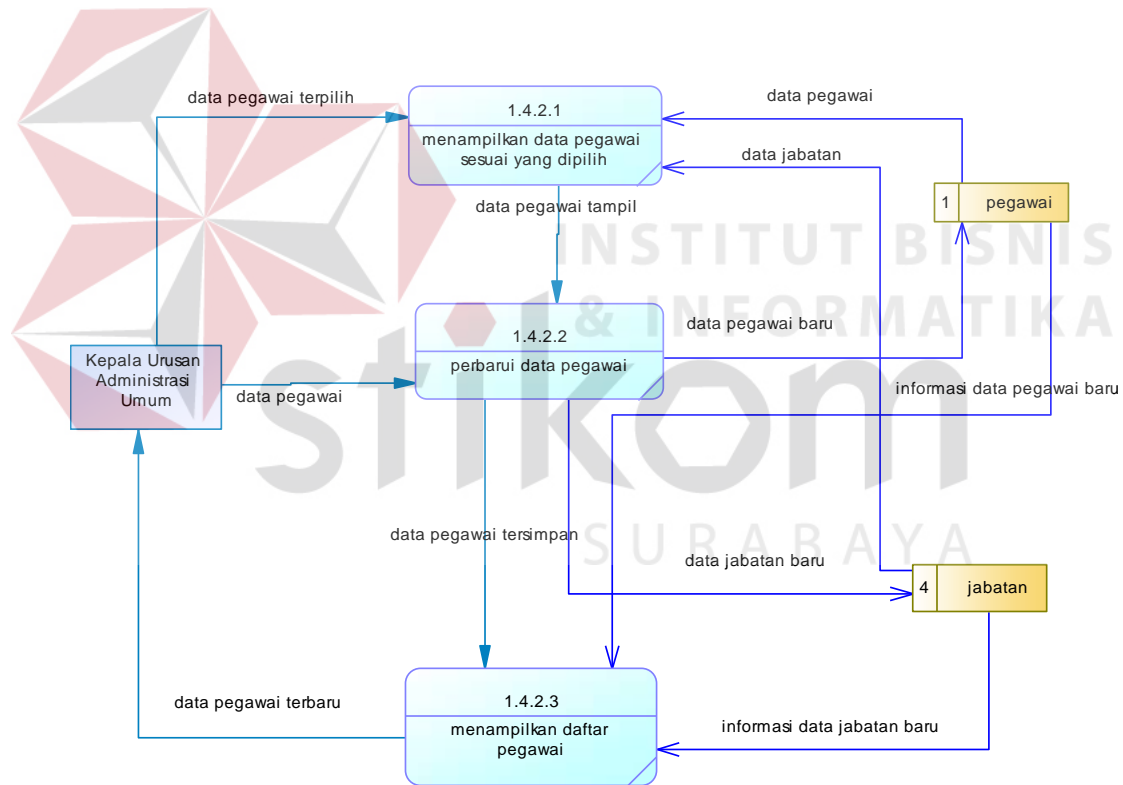 data pegawai terpilih
1.4.2.1
menampilkan data pegawai
sesuai yang dipilih
data pegawai
data jabatan
1 pegawai
data pegawai tampil
INSTITUT BISNIS
& INFORMATIKA
stikom
SURABAYA
1.4.2.2
perbarui data pegawai
data pegawai baru
Kepala Urusan
Administrasi
Umum
data pegawai
informasi data pegawai baru
data pegawai tersimpan
data jabatan baru
4 jabatan
1.4.2.3
menampilkan daftar
pegawai
data pegawai terbaru
informasi data jabatan baru